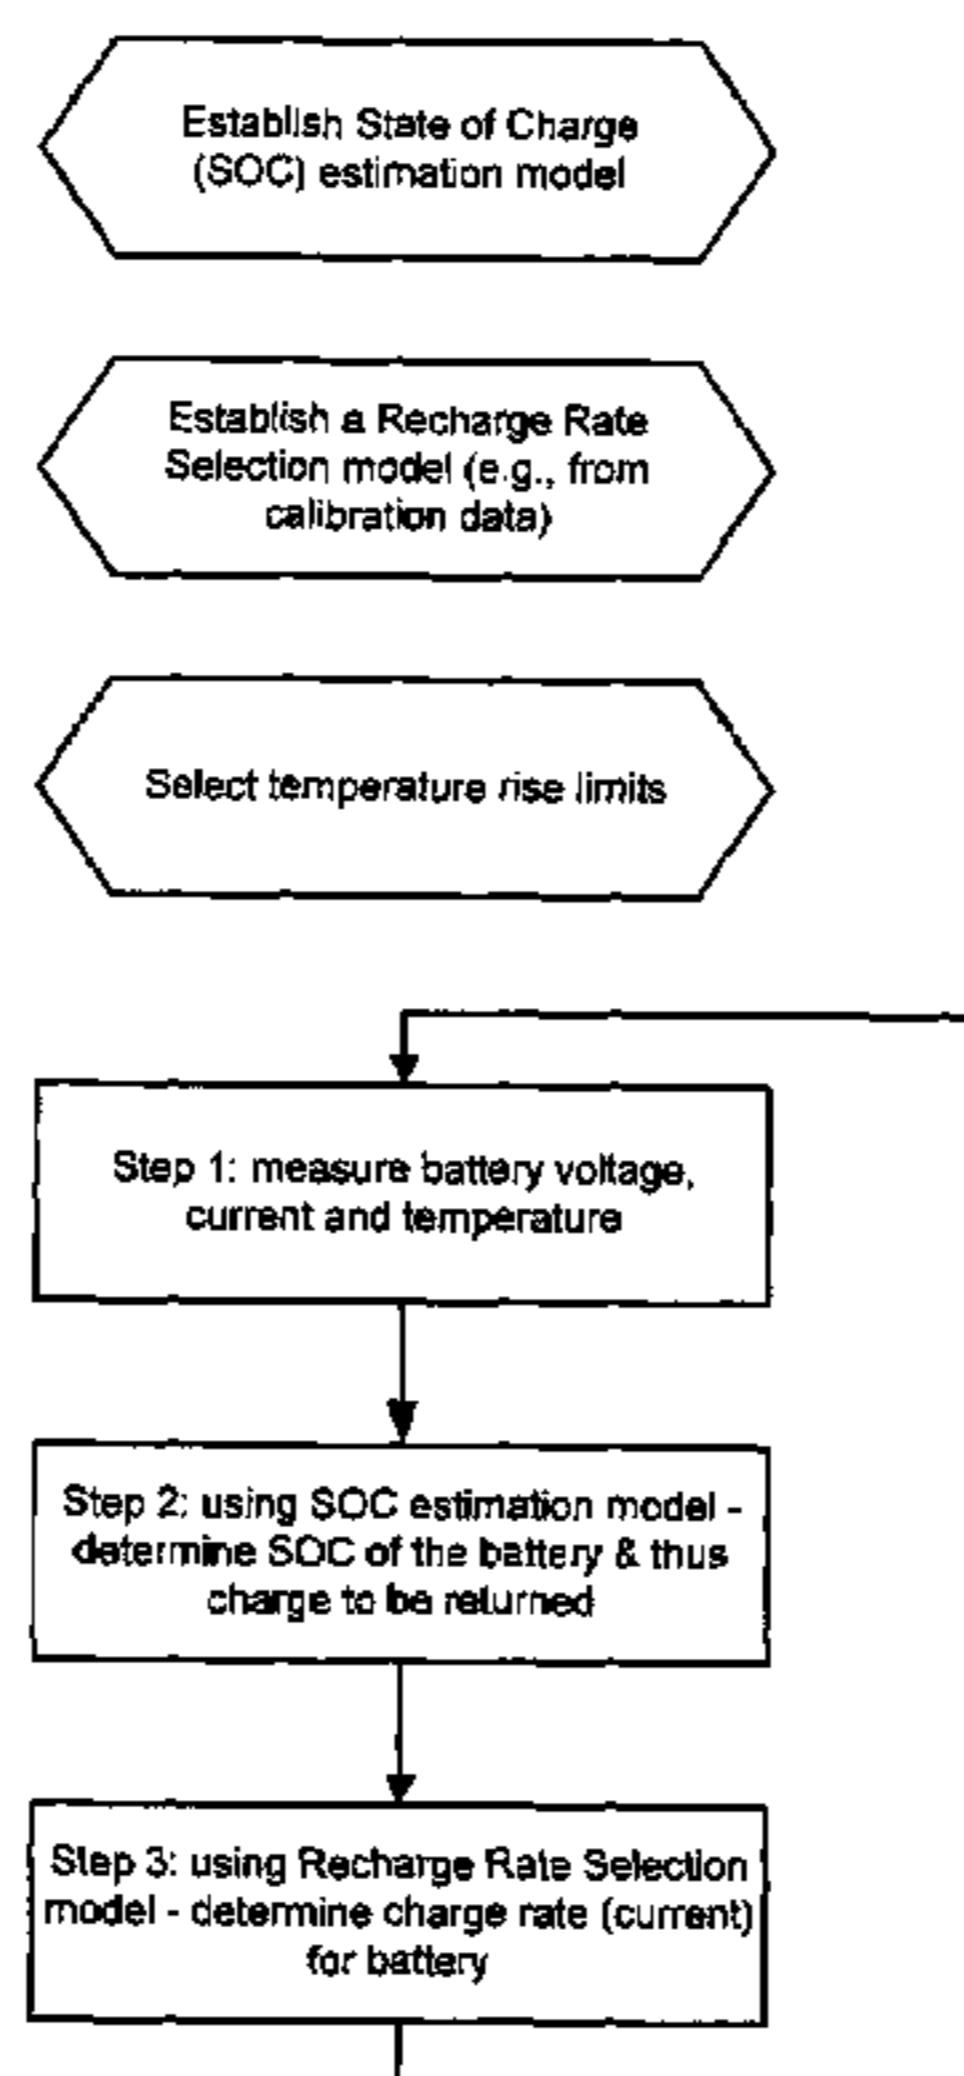 Establish State of Charge
(SOC) estimation model
Establish a Recharge Rate
Selection model (e.g., from
calibration data)
Select temperature rise limits
Step 1: measure battery voltage,
current and temperature
Step 2: using SOC estimation model -
determine SOC of the battery & thus
charge to be returned
Step 3: using Recharge Rate Selection
model - determine charge rate (current)
for battery